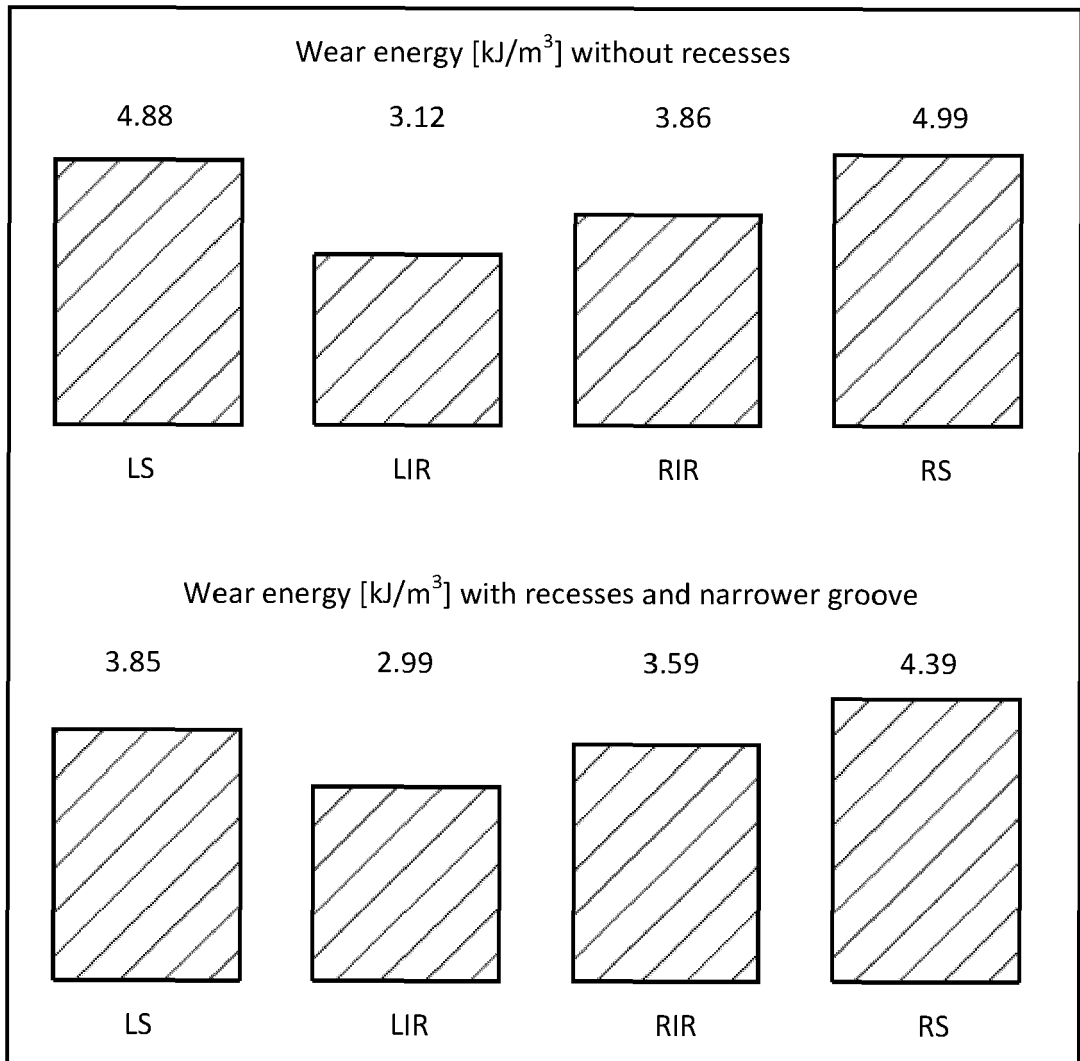 Wear energy [kJ/m³] without recesses
4.88 3.12 3.86 4.99
LS LIR RIR RS
Wear energy [kJ/m³] with recesses and narrower groove
3.85 2.99 3.59 4.39
LS LIR RIR RS